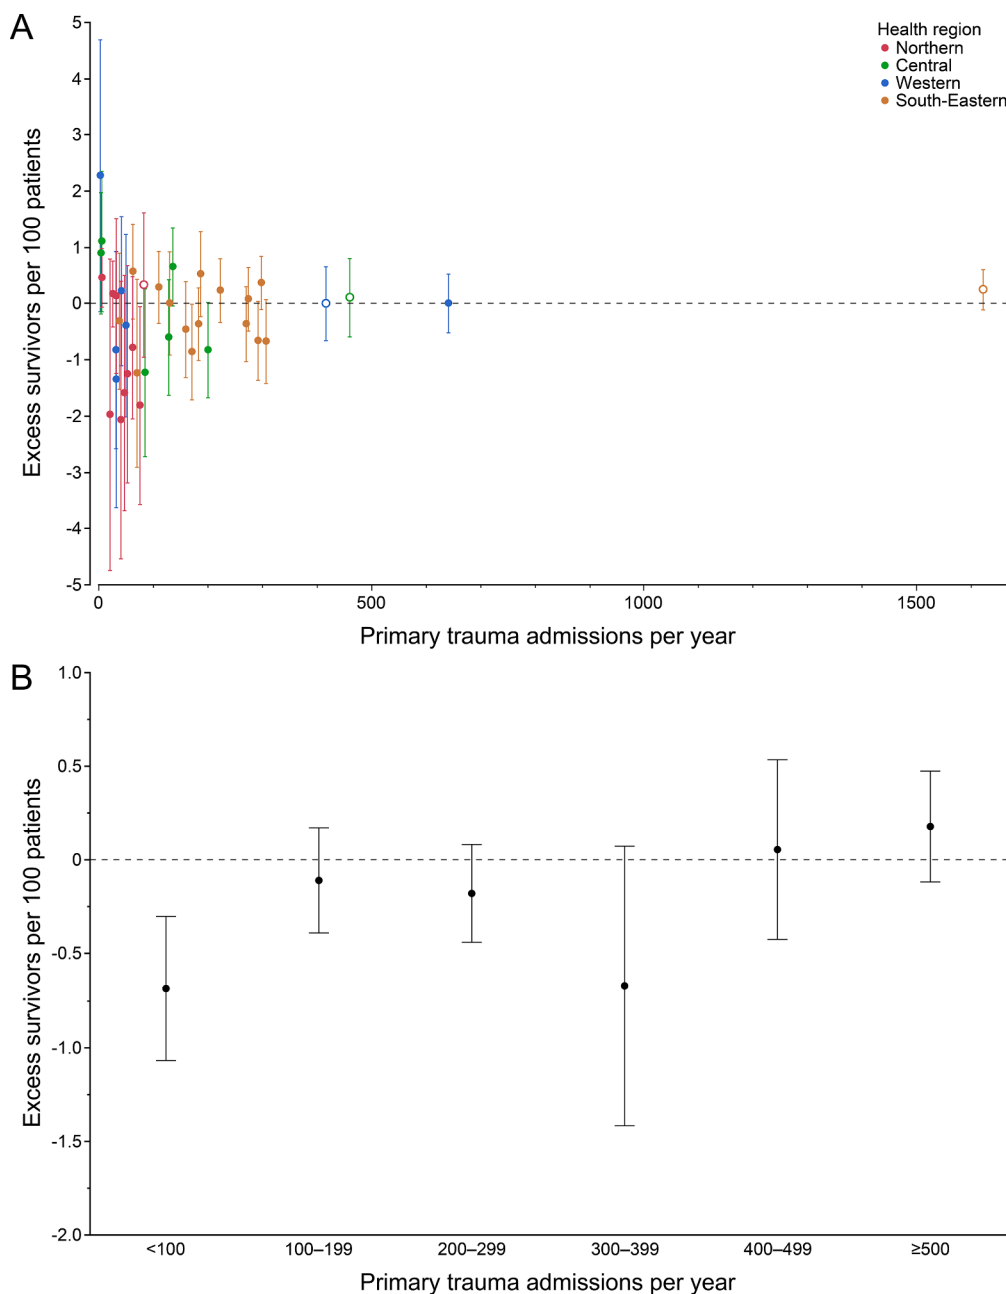 A
Health region
Northern
Central
Western
South-Eastern
Excess survivors per 100 patients
5
4
3
2
1
0
-1
-2
-3
-4
-5
0
500
1000
1500
Primary trauma admissions per year
B
Excess survivors per 100 patients
1.0
0.5
0
-0.5
-1.0
-1.5
-2.0
<100
100–199
200–299
300–399
400–499
≥500
Primary trauma admissions per year